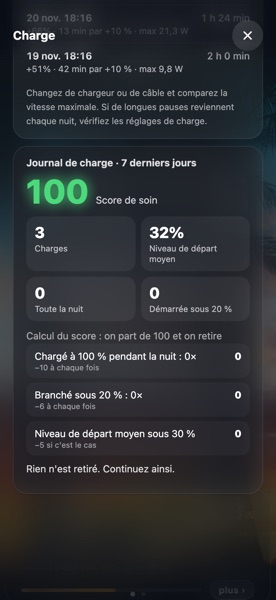 20 nov. 18:16 1 h 24 min
13 min par +10 % · max 21,3 W
Charge
19 nov. 18:16 2 h 0 min
+51% · 42 min par +10 % · max 9,8 W
Changez de chargeur ou de câble et comparez la
vitesse maximale. Si de longues pauses reviennent
chaque nuit, vérifiez les réglages de charge.
Journal de charge · 7 derniers jours
100 Score de soin
3
Charges
32%
Niveau de départ
moyen
0
Toute la nuit
0
Démarrée sous 20 %
Calcul du score : on part de 100 et on retire
Chargé à 100 % pendant la nuit : 0× 0
−10 à chaque fois
Branché sous 20 % : 0× 0
−6 à chaque fois
Niveau de départ moyen sous 30 % 0
−5 si c'est le cas
Rien n'est retiré. Continuez ainsi.
plus ›